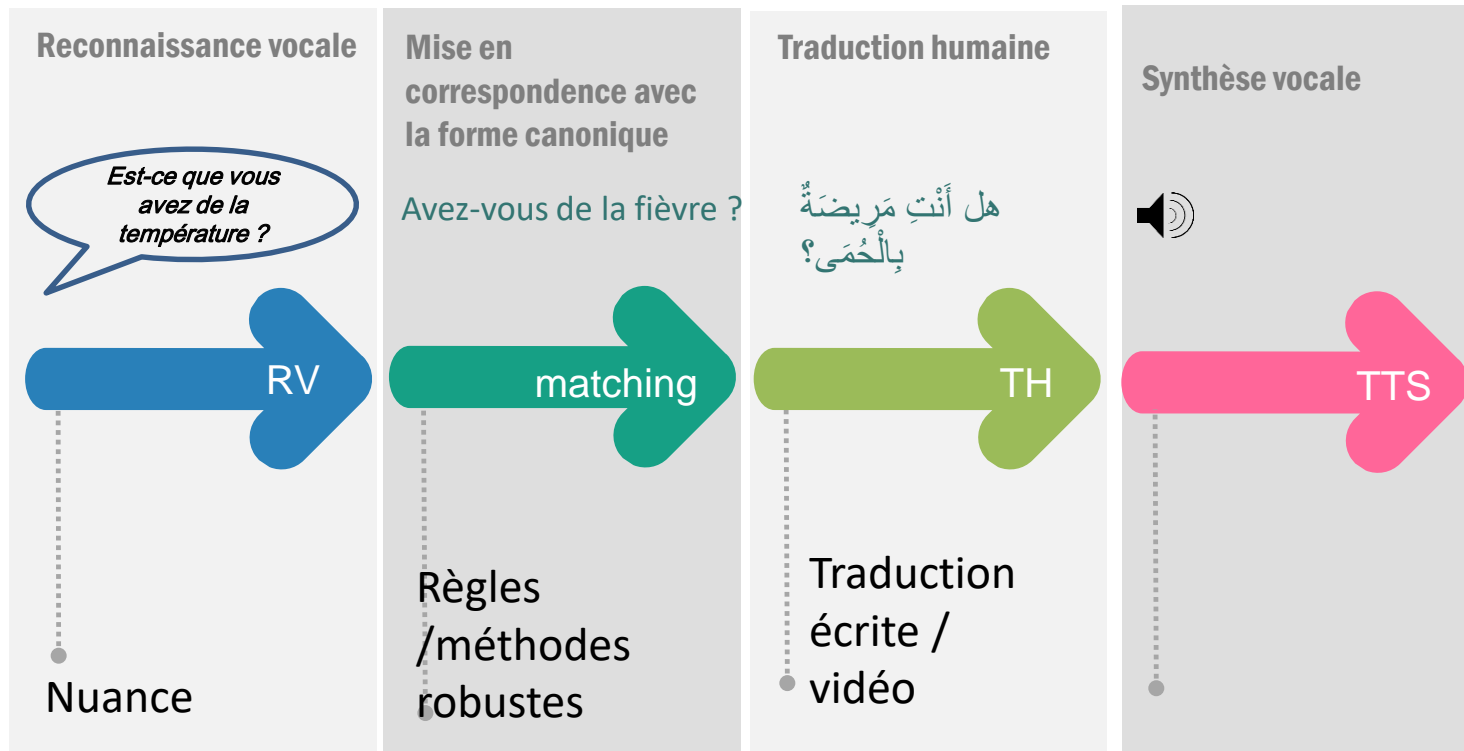 Reconnaissance vocale
Est-ce que vous
avez de la
température ?
RV
Nuance
Mise en
correspondence avec
la forme canonique
Avez-vous de la fièvre ?
matching
Règles
/méthodes
robustes
Traduction humaine
هل أَنْتِ مَرِيضَةٌ
بِالْحُمَى؟
TH
Traduction
écrite /
vidéo
Synthèse vocale
TTS